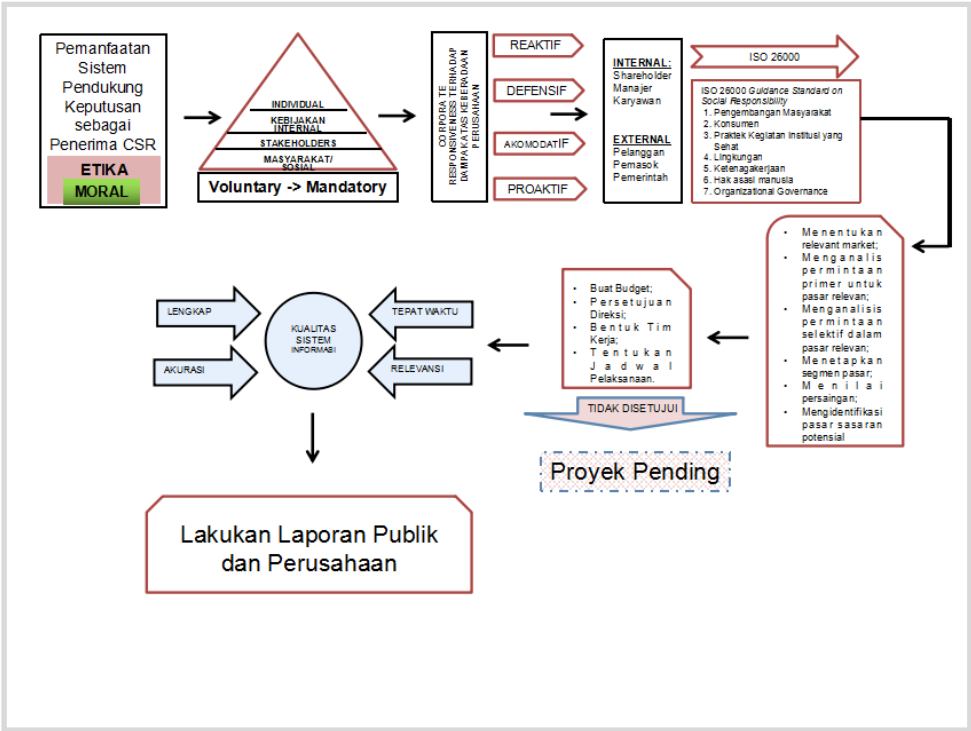 Pemanfaatan
Sistem
Pendukung
Keputusan
sebagai
Penerima CSR
ETIKA
MORAL
INDIVIDUAL
KEBIJAKAN
INTERNAL
STAKEHOLDERS
MASYARAKAT/
SOSIAL
Voluntary -> Mandatory
CORPORATE
RESPONSIVENESS TERHADAP
DAMPAK ATAS KEBERADAAN
PERUSAHAAN
REAKTIF
DEFENSIF
AKOMODATIF
PROAKTIF
INTERNAL:
Shareholder
Manajer
Karyawan
EXTERNAL
Pelanggan
Pemasok
Pemerintah
ISO 26000
ISO 26000 Guidance Standard on
Social Responsibility
1. Pengembangan Masyarakat
2. Konsumen
3. Praktek Kegiatan Institusi yang
Sehat
4. Lingkungan
5. Ketenagakerjaan
6. Hak asasi manusia
7. Organizational Governance
• Menentukan
relevant market;
• Menganalis
permintaan
primer untuk
pasar relevan;
• Menganalisis
permintaan
selektif dalam
pasar relevan;
• Menetapkan
segmen pasar;
• Menilai
persaingan;
• Mengidentifikasi
pasar sasaran
potensial
• Buat Budget;
• Persetujuan
Direksi;
• Bentuk Tim
Kerja;
• Tentukan
Jadwal
Pelaksanaan.
TIDAK DISETUJUI
Proyek Pending
LENGKAP
TEPAT WAKTU
KUALITAS
SISTEM
INFORMASI
AKURASI
RELEVANSI
Lakukan Laporan Publik
dan Perusahaan